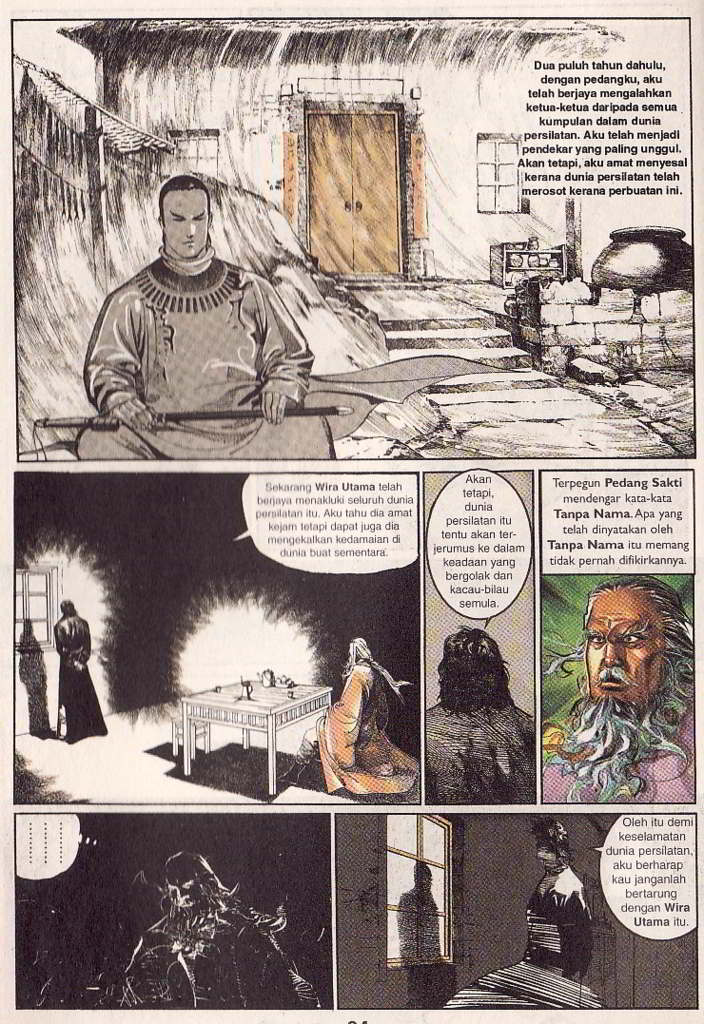 Dua puluh tahun dahulu,
dengan pedangku, aku
telah berjaya mengalahkan
ketua-ketua daripada semua
kumpulan dalam dunia
persilatan. Aku telah menjadi
pendekar yang paling unggul.
Akan tetapi, aku amat menyesal
kerana dunia persilatan telah
merosot kerana perbuatan ini.
Sekarang Wira Utama telah
berjaya menakluki seluruh dunia
persilatan itu. Aku tahu dia amat
kejam tetapi dapat juga dia
mengekalkan kedamaian di
dunia buat sementara.
Akan
tetapi,
dunia
persilatan itu
tentu akan ter-
jerumus ke dalam
keadaan yang
bergolak dan
kacau-bilau
semula.
Terpegun Pedang Sakti
mendengar kata-kata
Tanpa Nama. Apa yang
telah dinyatakan oleh
Tanpa Nama itu memang
tidak pernah difikirkannya.
Oleh itu demi
keselamatan
dunia persilatan,
aku berharap
kau janganlah
bertarung
dengan Wira
Utama itu.